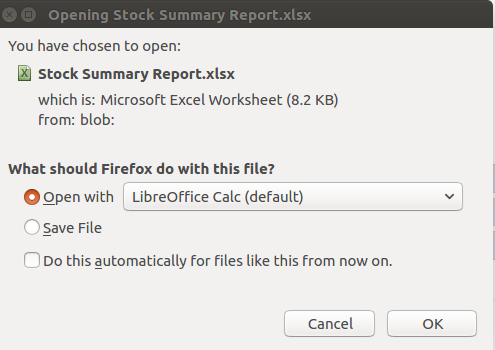 Opening Stock Summary Report.xlsx
You have chosen to open:
Stock Summary Report.xlsx
which is: Microsoft Excel Worksheet (8.2 KB)
from: blob:
What should Firefox do with this file?
Open with LibreOffice Calc (default)
Save File
Do this automatically for files like this from now on.
Cancel OK